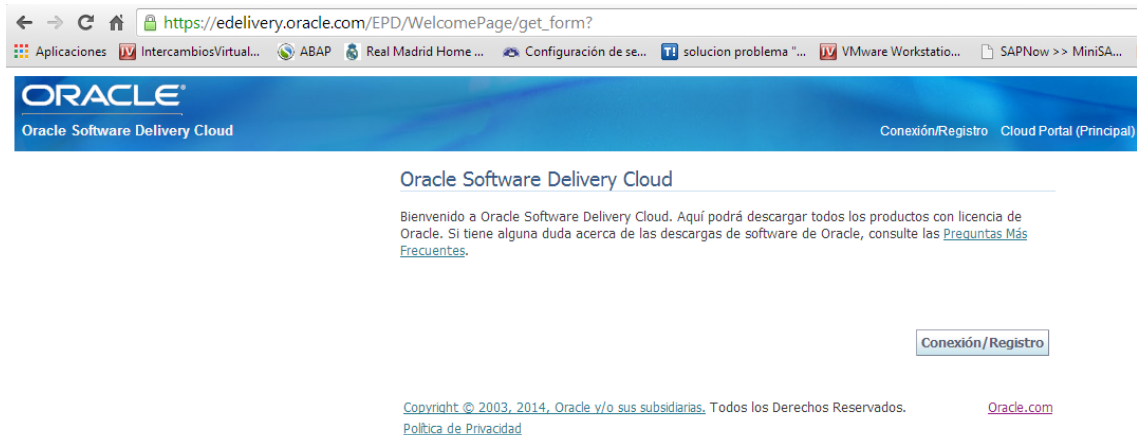 https://edelivery.oracle.com/EPD/WelcomePage/get_form?
Aplicaciones IntercambiosVirtual... ABAP Real Madrid Home ... Configuración de se... solucion problema "... VMware Workstatio... SAPNow >> MiniSA...
ORACLE®
Oracle Software Delivery Cloud Conexión/Registro Cloud Portal (Principal)
Oracle Software Delivery Cloud
Bienvenido a Oracle Software Delivery Cloud. Aquí podrá descargar todos los productos con licencia de
Oracle. Si tiene alguna duda acerca de las descargas de software de Oracle, consulte las Preguntas Más
Frecuentes.
Conexión/Registro
Copyright © 2003, 2014, Oracle y/o sus subsidiarias. Todos los Derechos Reservados. Oracle.com
Política de Privacidad